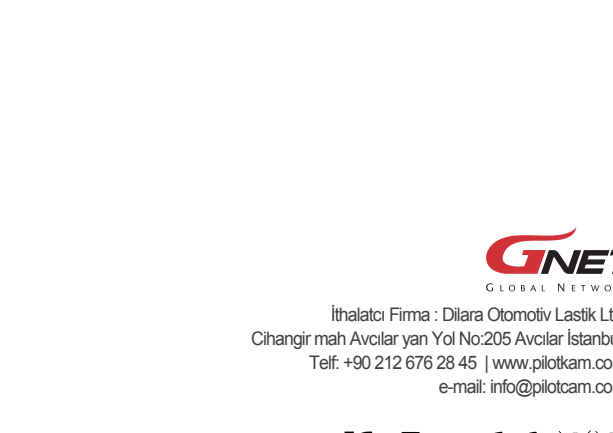 GNET
GLOBAL NETWO
İthalatcı Firma : Dilara Otomotiv Lastik Lt
Cihangir mah Avcılar yan Yol No:205 Avcılar İstanbu
Telf: +90 212 676 28 45 | www.pilotkam.co
e-mail: info@pilotcam.co